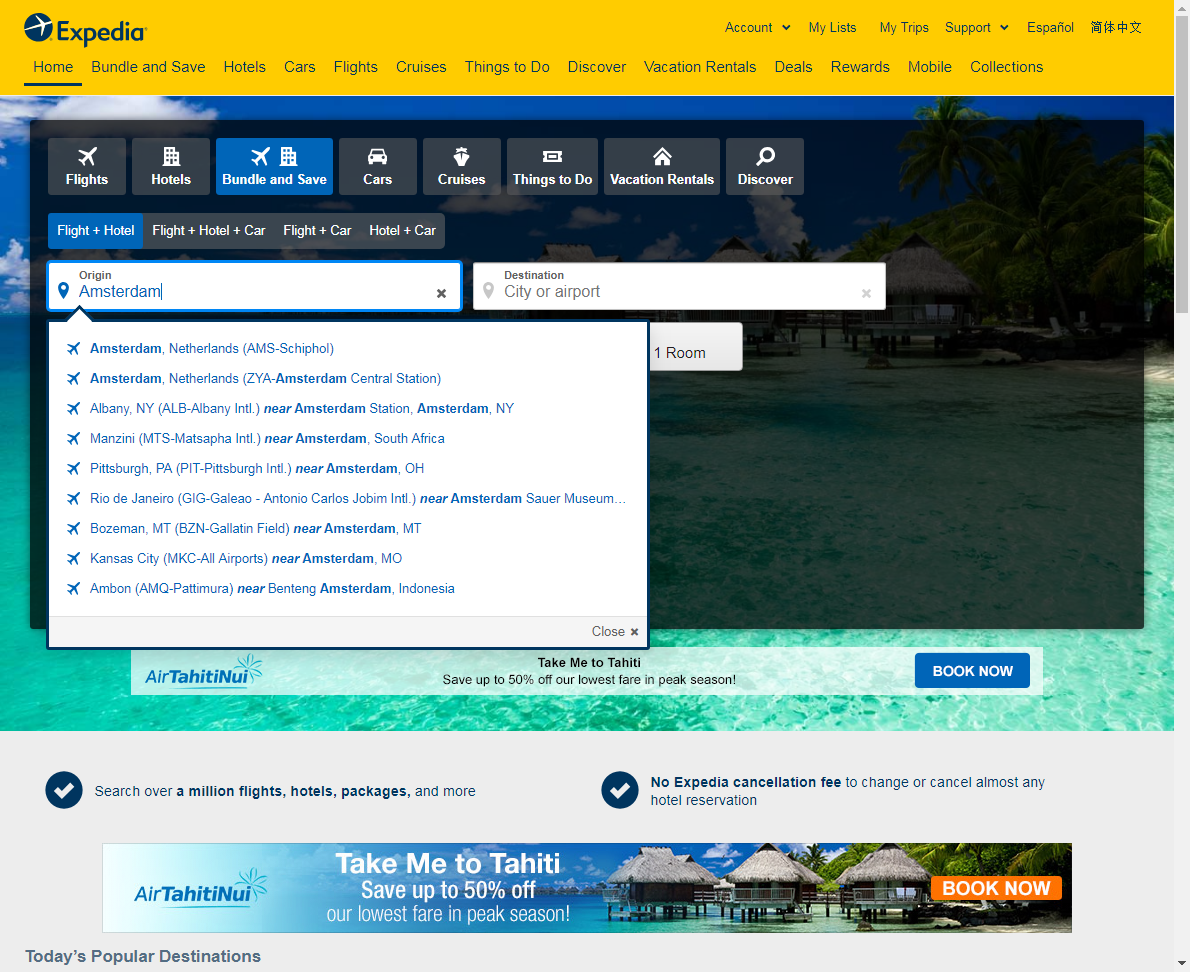 Expedia
Account
My Lists
My Trips
Support
Español
简体中文
Home
Bundle and Save
Hotels
Cars
Flights
Cruises
Things to Do
Discover
Vacation Rentals
Deals
Rewards
Mobile
Collections
Flights
Hotels
Bundle and Save
Cars
Cruises
Things to Do
Vacation Rentals
Discover
Flight + Hotel
Flight + Hotel + Car
Flight + Car
Hotel + Car
Origin
Amsterdam
Destination
City or airport
1 Room
Amsterdam, Netherlands (AMS-Schiphol)
Amsterdam, Netherlands (ZYA-Amsterdam Central Station)
Albany, NY (ALB-Albany Intl.) near Amsterdam Station, Amsterdam, NY
Manzini (MTS-Matsapha Intl.) near Amsterdam, South Africa
Pittsburgh, PA (PIT-Pittsburgh Intl.) near Amsterdam, OH
Rio de Janeiro (GIG-Galeao - Antonio Carlos Jobim Intl.) near Amsterdam Sauer Museum...
Bozeman, MT (BZN-Gallatin Field) near Amsterdam, MT
Kansas City (MKC-All Airports) near Amsterdam, MO
Ambon (AMQ-Pattimura) near Benteng Amsterdam, Indonesia
Close
AirTahitiNui
Take Me to Tahiti
Save up to 50% off our lowest fare in peak season!
BOOK NOW
Search over a million flights, hotels, packages, and more
No Expedia cancellation fee to change or cancel almost any
hotel reservation
AirTahitiNui
Take Me to Tahiti
Save up to 50% off
our lowest fare in peak season!
BOOK NOW
Today's Popular Destinations